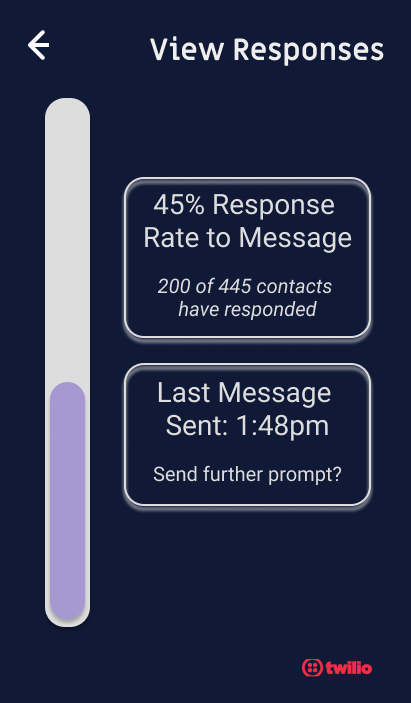 View Responses
45% Response
Rate to Message
200 of 445 contacts
have responded
Last Message
Sent: 1:48pm
Send further prompt?
twilio